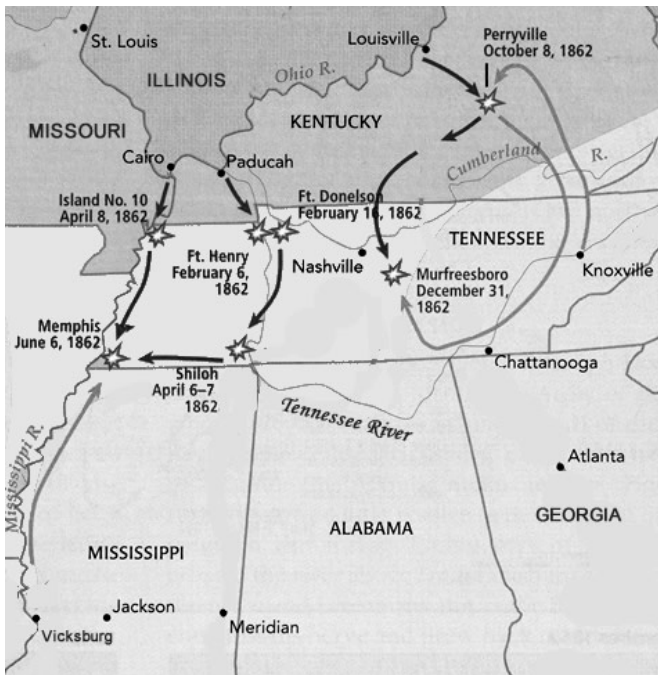 St. Louis
Louisville
Perryville
October 8, 1862
ILLINOIS
Ohio R.
MISSOURI
KENTUCKY
Cairo
Paducah
Cumberland
R.
Island No. 10
April 8, 1862
Ft. Donelson
February 16, 1862
Ft. Henry
February 6,
1862
TENNESSEE
Nashville
Knoxville
Murfreesboro
December 31,
1862
Memphis
June 6, 1862
Chattanooga
Shiloh
April 6–7
1862
Tennessee River
Mississippi R.
Atlanta
GEORGIA
ALABAMA
MISSISSIPPI
Jackson
Meridian
Vicksburg